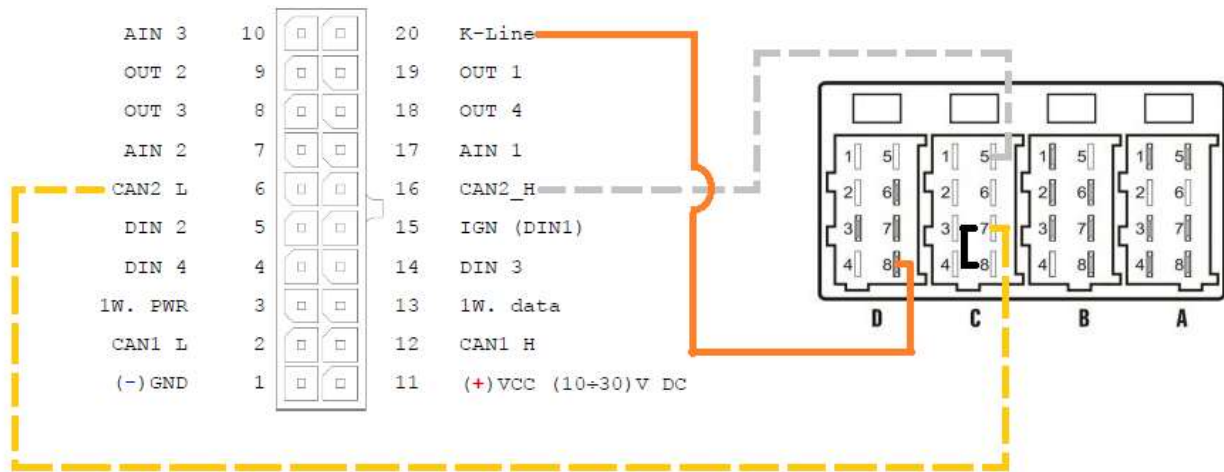 AIN 3 10 20 K-Line
OUT 2 9 19 OUT 1
OUT 3 8 18 OUT 4
AIN 2 7 17 AIN 1
CAN2 L 6 16 CAN2_H
DIN 2 5 15 IGN (DIN1)
DIN 4 4 14 DIN 3
1W. PWR 3 13 1W. data
CAN1 L 2 12 CAN1 H
(-)GND 1 11 (+)VCC (10÷30)V DC
1 5 1 5 1 5 1 5
2 6 2 6 2 6 2 6
3 7 3 7 3 7 3 7
4 8 4 8 4 8 4 8
D C B A